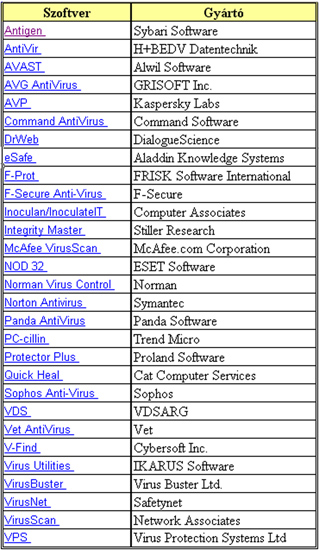 Szoftver Gyártó
Antigen Sybari Software
AntiVir H+BEDV Datentechnik
AVAST Alwil Software
AVG AntiVirus GRISOFT Inc.
AVP Kaspersky Labs
Command AntiVirus Command Software
DrWeb DialogueScience
eSafe Aladdin Knowledge Systems
F-Prot FRISK Software International
F-Secure Anti-Virus F-Secure
Inoculan/InoculateIT Computer Associates
Integrity Master Stiller Research
McAfee VirusScan McAfee.com Corporation
NOD 32 ESET Software
Norman Virus Control Norman
Norton Antivirus Symantec
Panda AntiVirus Panda Software
PC-cillin Trend Micro
Protector Plus Proland Software
Quick Heal Cat Computer Services
Sophos Anti-Virus Sophos
VDS VDSARG
Vet AntiVirus Vet
V-Find Cybersoft Inc.
Virus Utilities IKARUS Software
VirusBuster Virus Buster Ltd.
VirusNet Safetynet
VirusScan Network Associates
VPS Virus Protection Systems Ltd